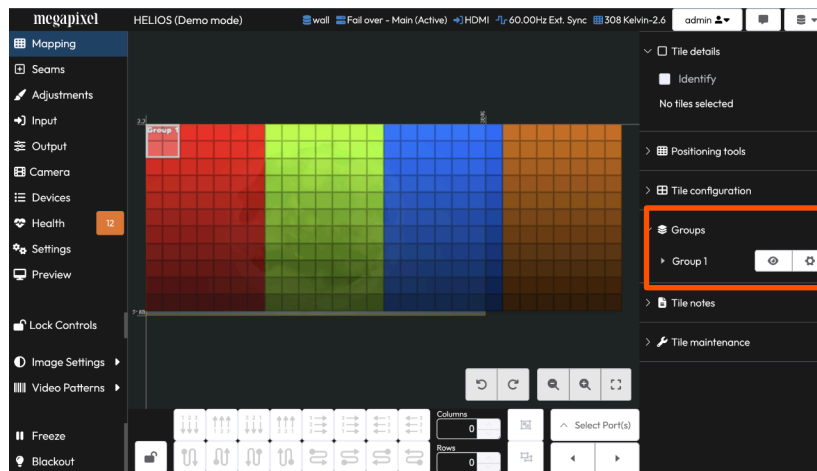 megapixel
HELIOS (Demo mode) wall Fail over - Main (Active) HDMI 60.00Hz Ext. Sync 308 Kelvin-2.6 admin
Mapping
Seams
Adjustments
Input
Output
Camera
Devices
Health 12
Settings
Preview
Lock Controls
Image Settings
Video Patterns
Freeze
Blackout
Group 1
Columns
0
Rows
0
Select Port(s)
Tile details
Identify
No tiles selected
Positioning tools
Tile configuration
Groups
Group 1
Tile notes
Tile maintenance